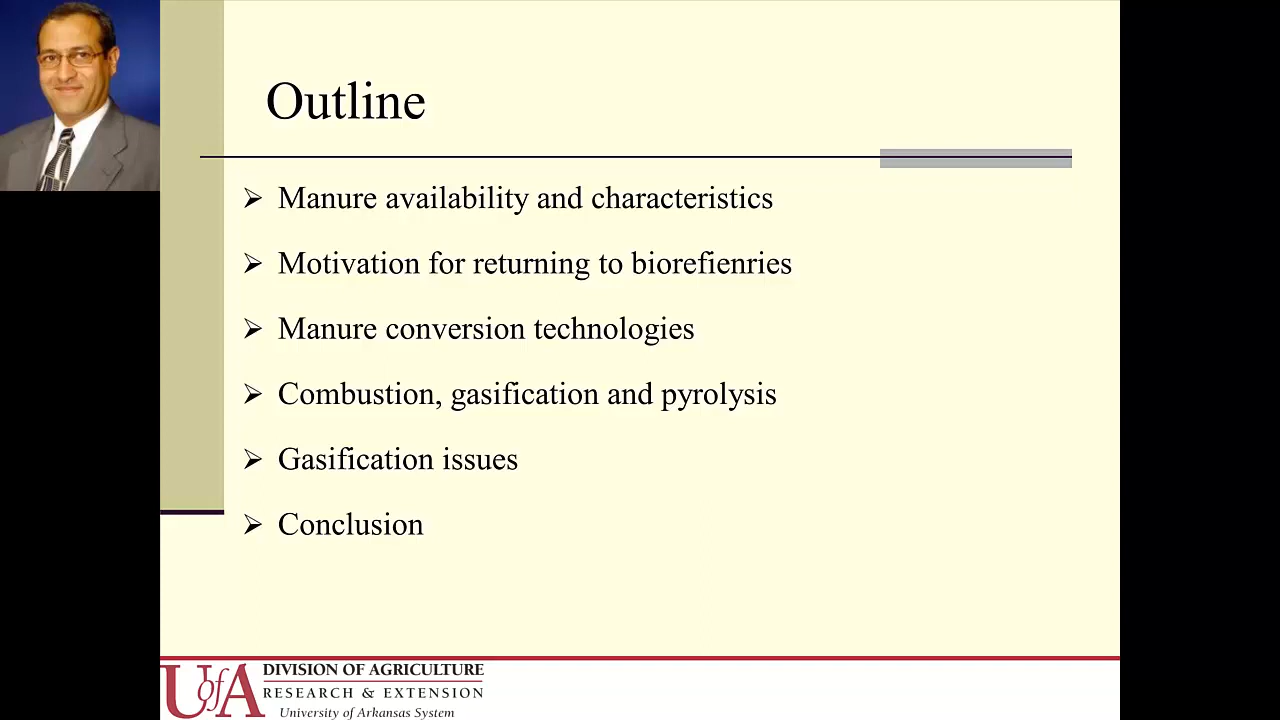 Outline
Manure availability and characteristics
Motivation for returning to biorefienries
Manure conversion technologies
Combustion, gasification and pyrolysis
Gasification issues
Conclusion
UofA
DIVISION OF AGRICULTURE
RESEARCH & EXTENSION
University of Arkansas System